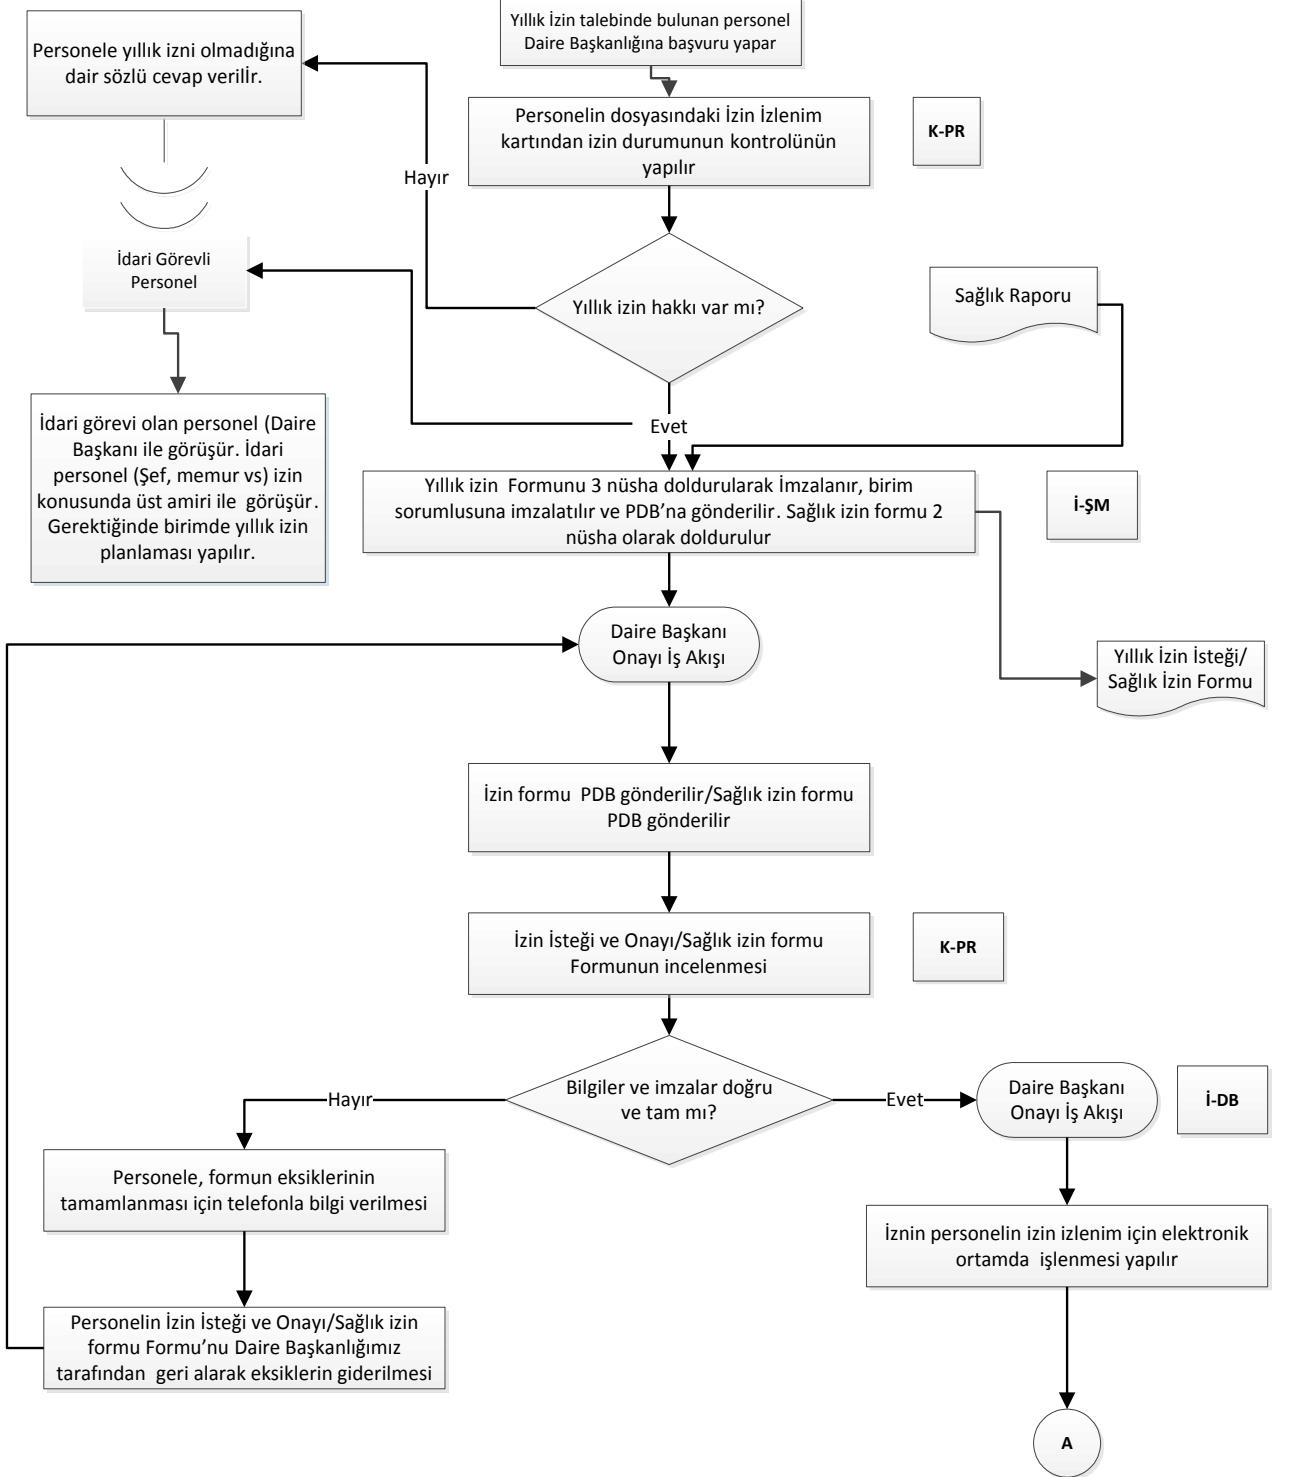 Yıllık İzin talebinde bulunan personel
Daire Başkanlığına başvuru yapar
Personele yıllık izni olmadığına
dair sözlü cevap verilİr.
Personelin dosyasındaki İzin İzlenim
kartından izin durumunun kontrolünün
yapılır
K-PR
Hayır
İdari Görevli
Personel
Yıllık izin hakkı var mı?
Sağlık Raporu
İdari görevi olan personel (Daire
Başkanı ile görüşür. İdari
personel (Şef, memur vs) izin
konusunda üst amiri ile görüşür.
Gerektiğinde birimde yıllık izin
planlaması yapılır.
Evet
Yıllık izin Formunu 3 nüsha doldurularak İmzalanır, birim
sorumlusuna imzalatılır ve PDB’na gönderilir. Sağlık izin formu 2
nüsha olarak doldurulur
İ-ŞM
Daire Başkanı
Onayı İş Akışı
Yıllık İzin İsteği/
Sağlık İzin Formu
İzin formu PDB gönderilir/Sağlık izin formu
PDB gönderilir
İzin İsteği ve Onayı/Sağlık izin formu
Formunun incelenmesi
K-PR
Bilgiler ve imzalar doğru
ve tam mı?
Hayır
Evet
Daire Başkanı
Onayı İş Akışı
İ-DB
Personele, formun eksiklerinin
tamamlanması için telefonla bilgi verilmesi
İznin personelin izin izlenim için elektronik
ortamda işlenmesi yapılır
Personelin İzin İsteği ve Onayı/Sağlık izin
formu Formu’nu Daire Başkanlığımız
tarafından geri alarak eksiklerin giderilmesi
A